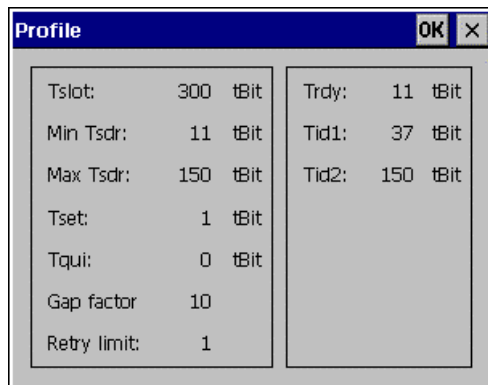 Profile OK ×
Tslot: 300 tBit
Min Tsdr: 11 tBit
Max Tsdr: 150 tBit
Tset: 1 tBit
Tqui: 0 tBit
Gap factor 10
Retry limit: 1
Trdy: 11 tBit
Tid1: 37 tBit
Tid2: 150 tBit